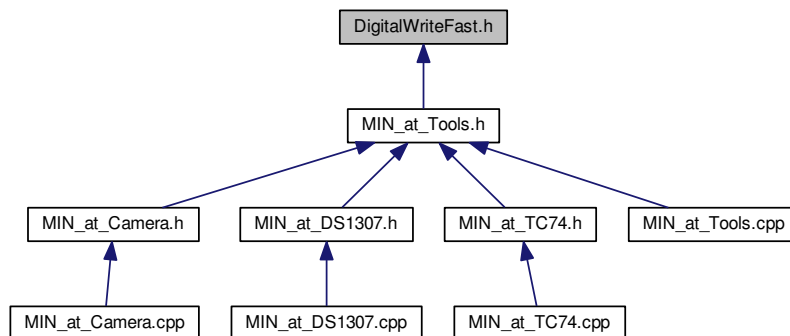 DigitalWriteFast.h
MIN_at_Tools.h
MIN_at_Camera.h
MIN_at_DS1307.h
MIN_at_TC74.h
MIN_at_Tools.cpp
MIN_at_Camera.cpp
MIN_at_DS1307.cpp
MIN_at_TC74.cpp